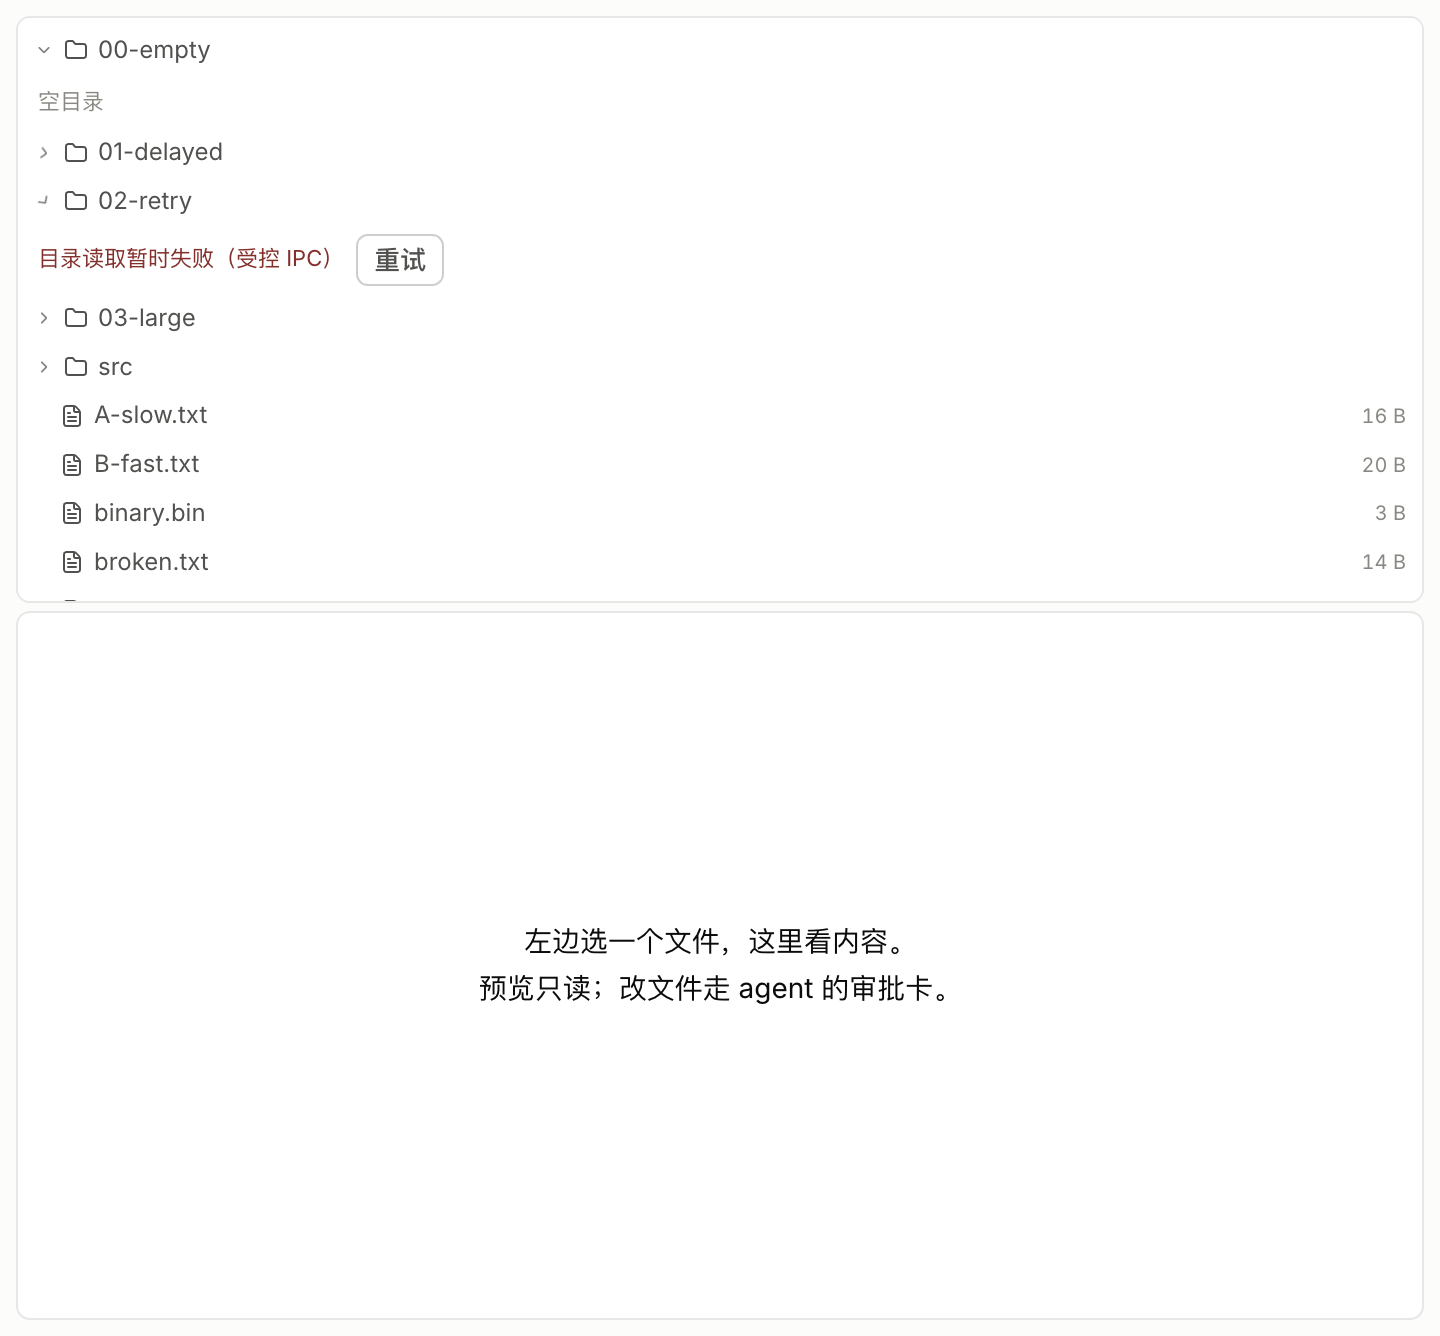 00-empty
空目录
01-delayed
02-retry
目录读取暂时失败（受控 IPC） 重试
03-large
src
A-slow.txt 16 B
B-fast.txt 20 B
binary.bin 3 B
broken.txt 14 B
左边选一个文件，这里看内容。
预览只读；改文件走 agent 的审批卡。